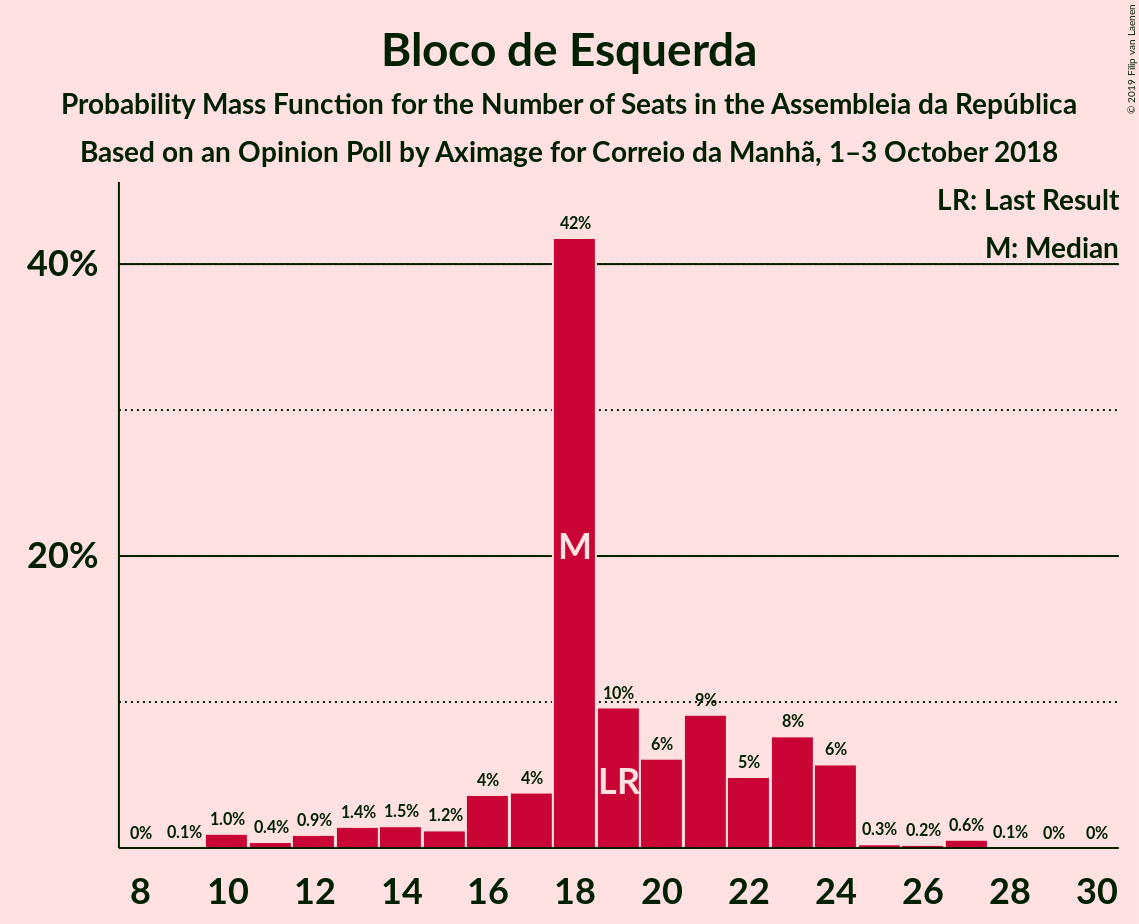 Bloco de Esquerda
Probability Mass Function for the Number of Seats in the Assembleia da República
Based on an Opinion Poll by Aximage for Correio da Manhã, 1–3 October 2018
© 2019 Filip van Laenen
LR: Last Result
M: Median
40%
20%
0%
0.1%
1.0%
0.4%
0.9%
1.4%
1.5%
1.2%
4%
4%
42%
10%
6%
9%
5%
8%
6%
0.3%
0.2%
0.6%
0.1%
0%
0%
M
LR
8 10 12 14 16 18 20 22 24 26 28 30